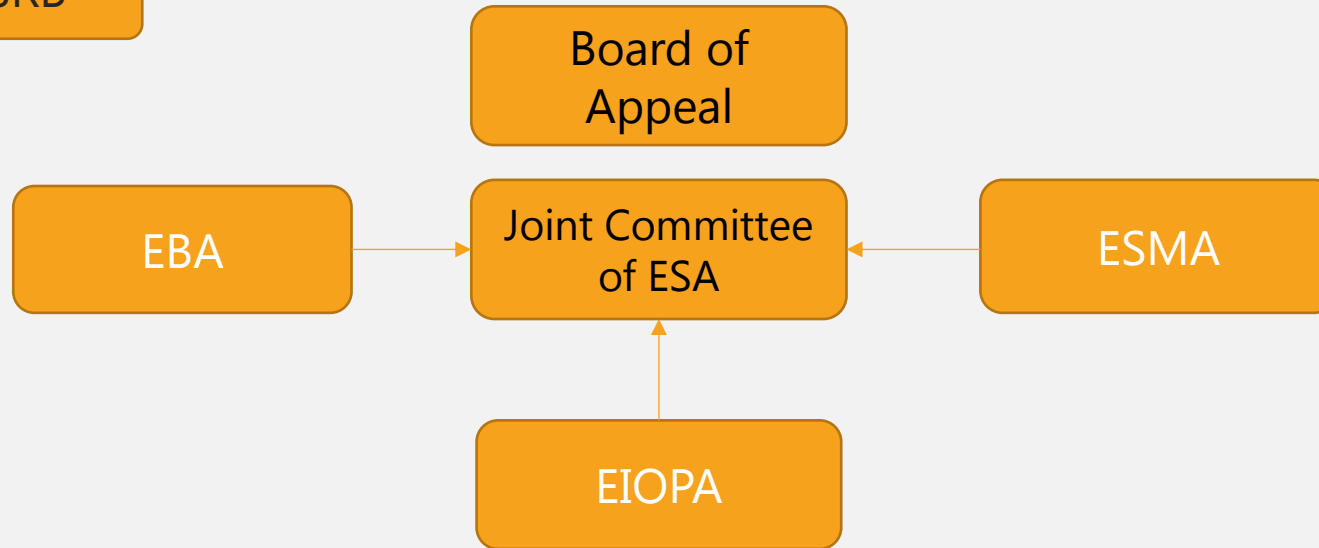 Board of
Appeal
EBA
Joint Committee
of ESA
ESMA
EIOPA